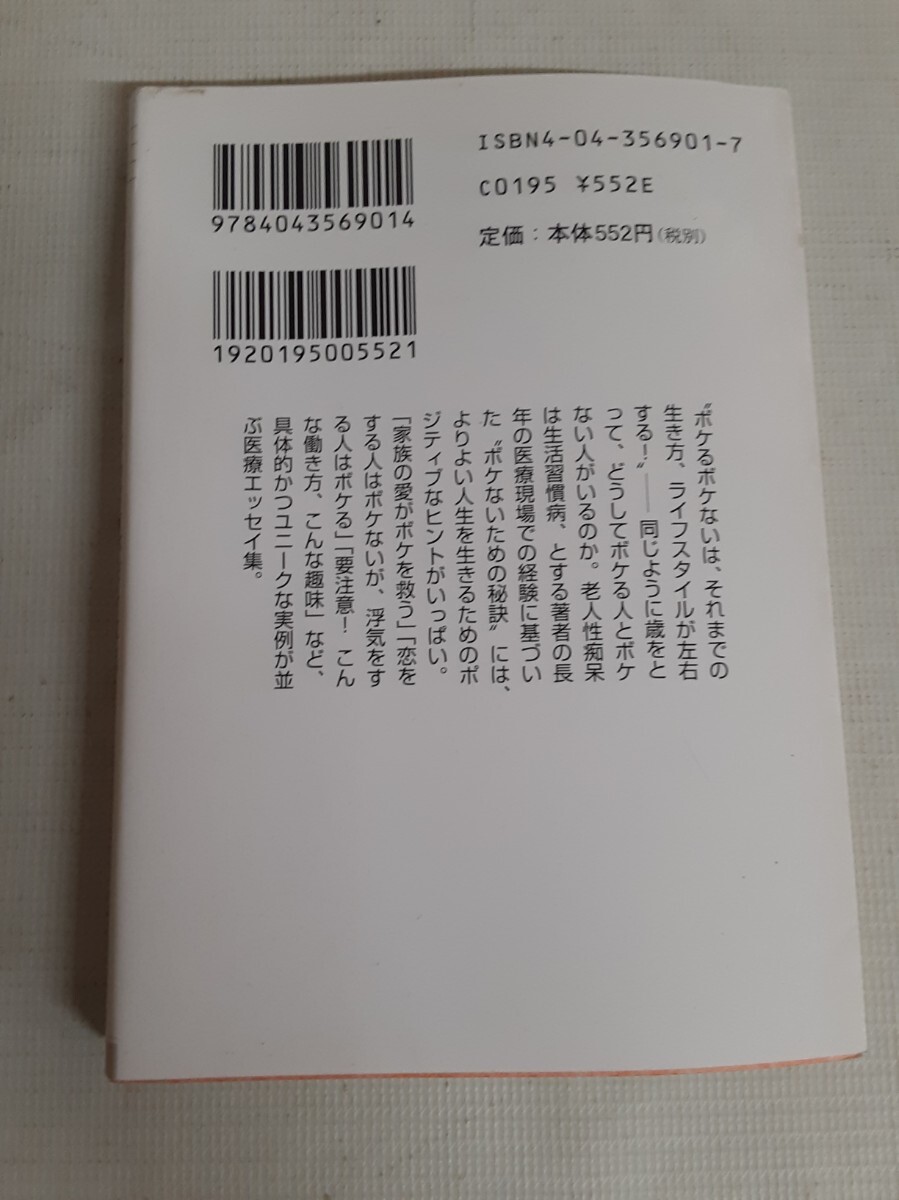 9784043569014
1920195005521
ISBN4-04-356901-7
C0195 ¥552E
定価：本体552円（税別）
〝ボケるボケないは、それまでの
生き方、ライフスタイルが左右
する！〟――同じように歳をと
って、どうしてボケる人とボケ
ない人がいるのか。老人性痴呆
は生活習慣病、とする著者の長
年の医療現場での経験に基づい
た〝ボケないための秘訣〟には、
よりよい人生を生きるためのポ
ジティブなヒントがいっぱい。
「家族の愛がボケを救う」「恋を
する人はボケないが、浮気をす
る人はボケる」「要注意！ こん
な働き方、こんな趣味」など、
具体的かつユニークな実例が並
ぶ医療エッセイ集。